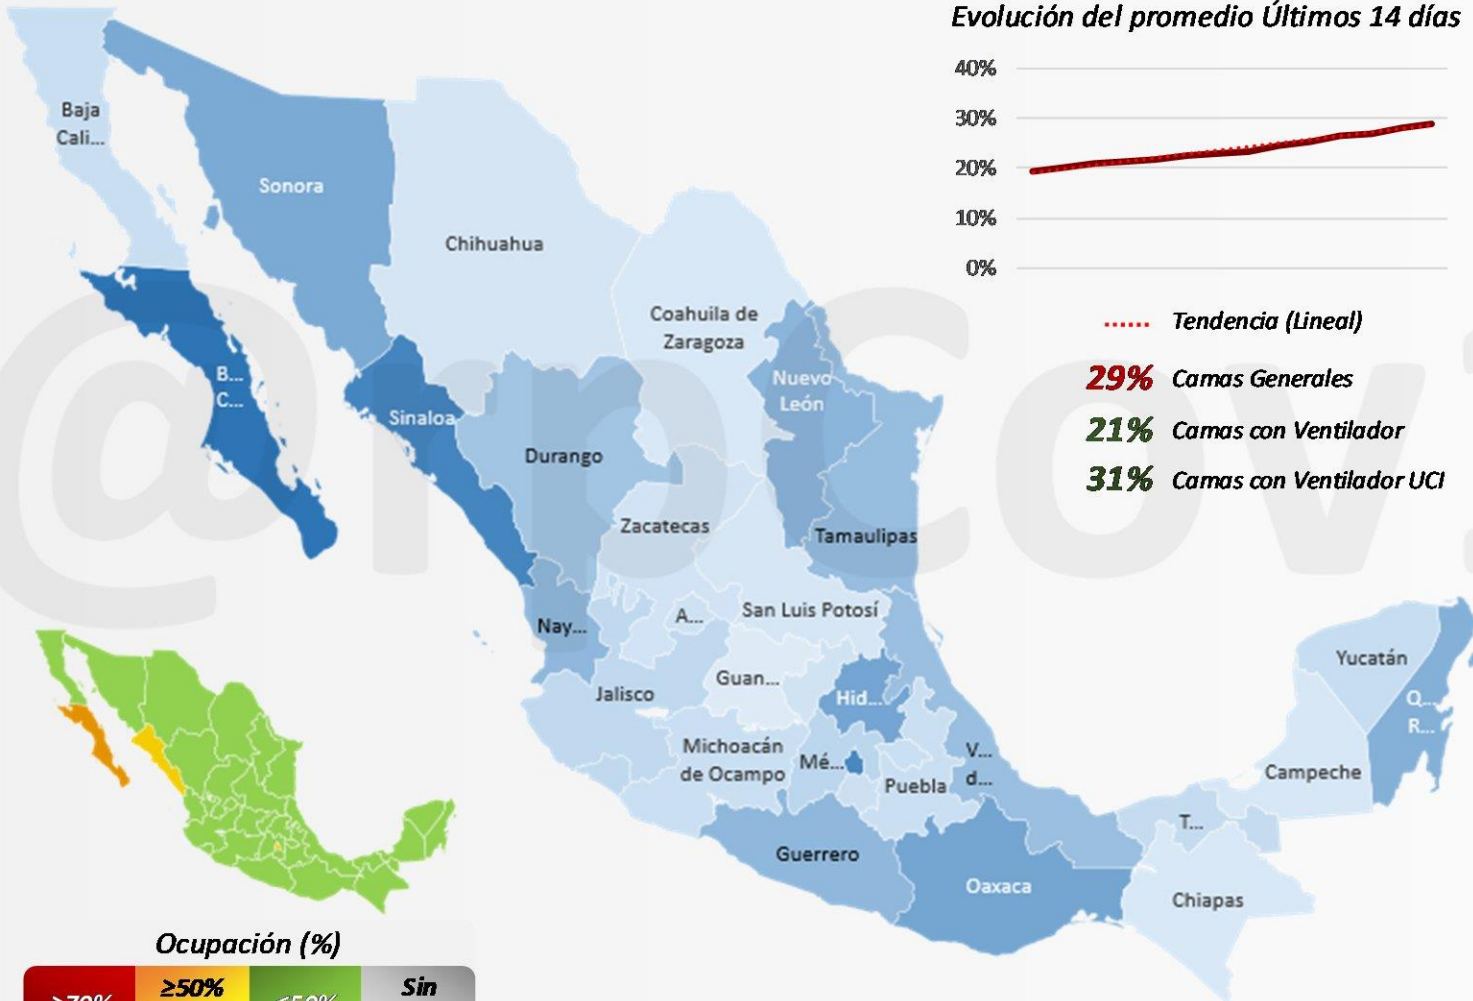 Evolución del promedio Últimos 14 días
40%
30%
20%
10%
0%
Tendencia (Lineal)
29% Camas Generales
21% Camas con Ventilador
31% Camas con Ventilador UCI
Baja
Cali...
Sonora
Chihuahua
Coahuila de
Zaragoza
B...
C...
Sinaloa
Nuevo
León
Durango
Zacatecas
Tamaulipas
San Luis Potosí
A...
Nay...
Jalisco
Guan...
Hid...
Michoacán
de Ocampo
Mé...
Puebla
V...
d...
Yucatán
Q...
R...
Campeche
T...
Guerrero
Oaxaca
Chiapas
@rpCov
Ocupación (%)
≥50%
Sin